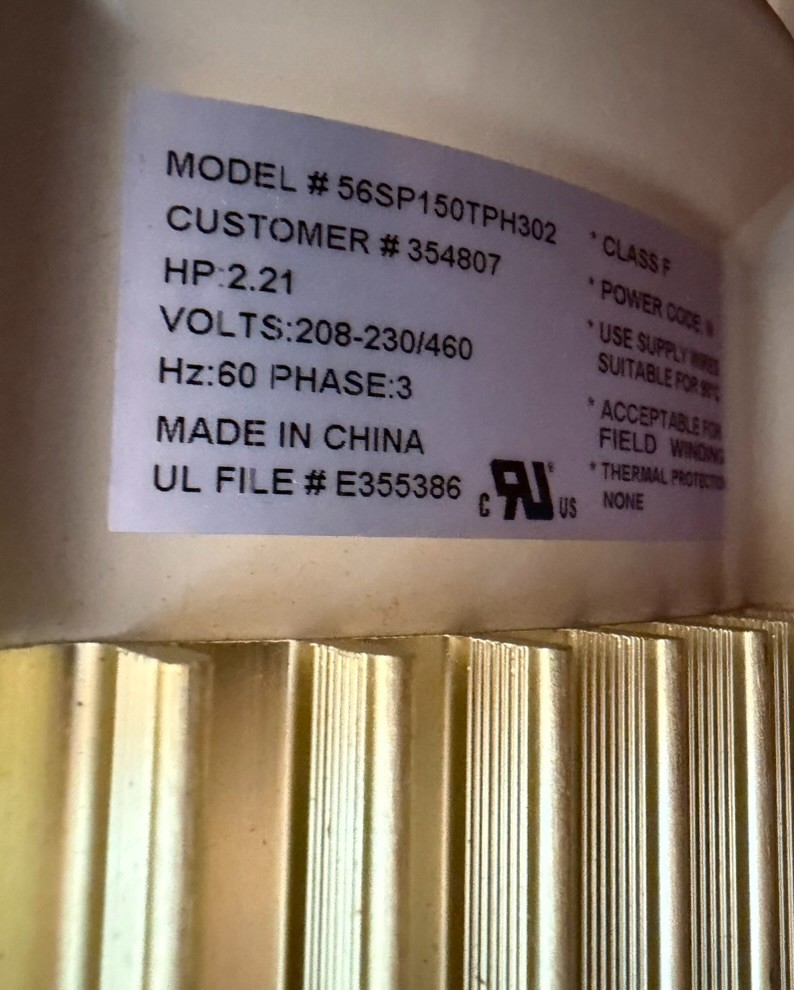 MODEL # 56SP150TPH302
CUSTOMER # 354807
HP:2.21
VOLTS:208-230/460
Hz:60 PHASE:3
MADE IN CHINA
UL FILE # E355386
c RU US
* CLASS F
* POWER CODE:
* USE SUPPLY WIRES
SUITABLE FOR 90°C
* ACCEPTABLE FOR
FIELD WINDING
* THERMAL PROTECTION
NONE